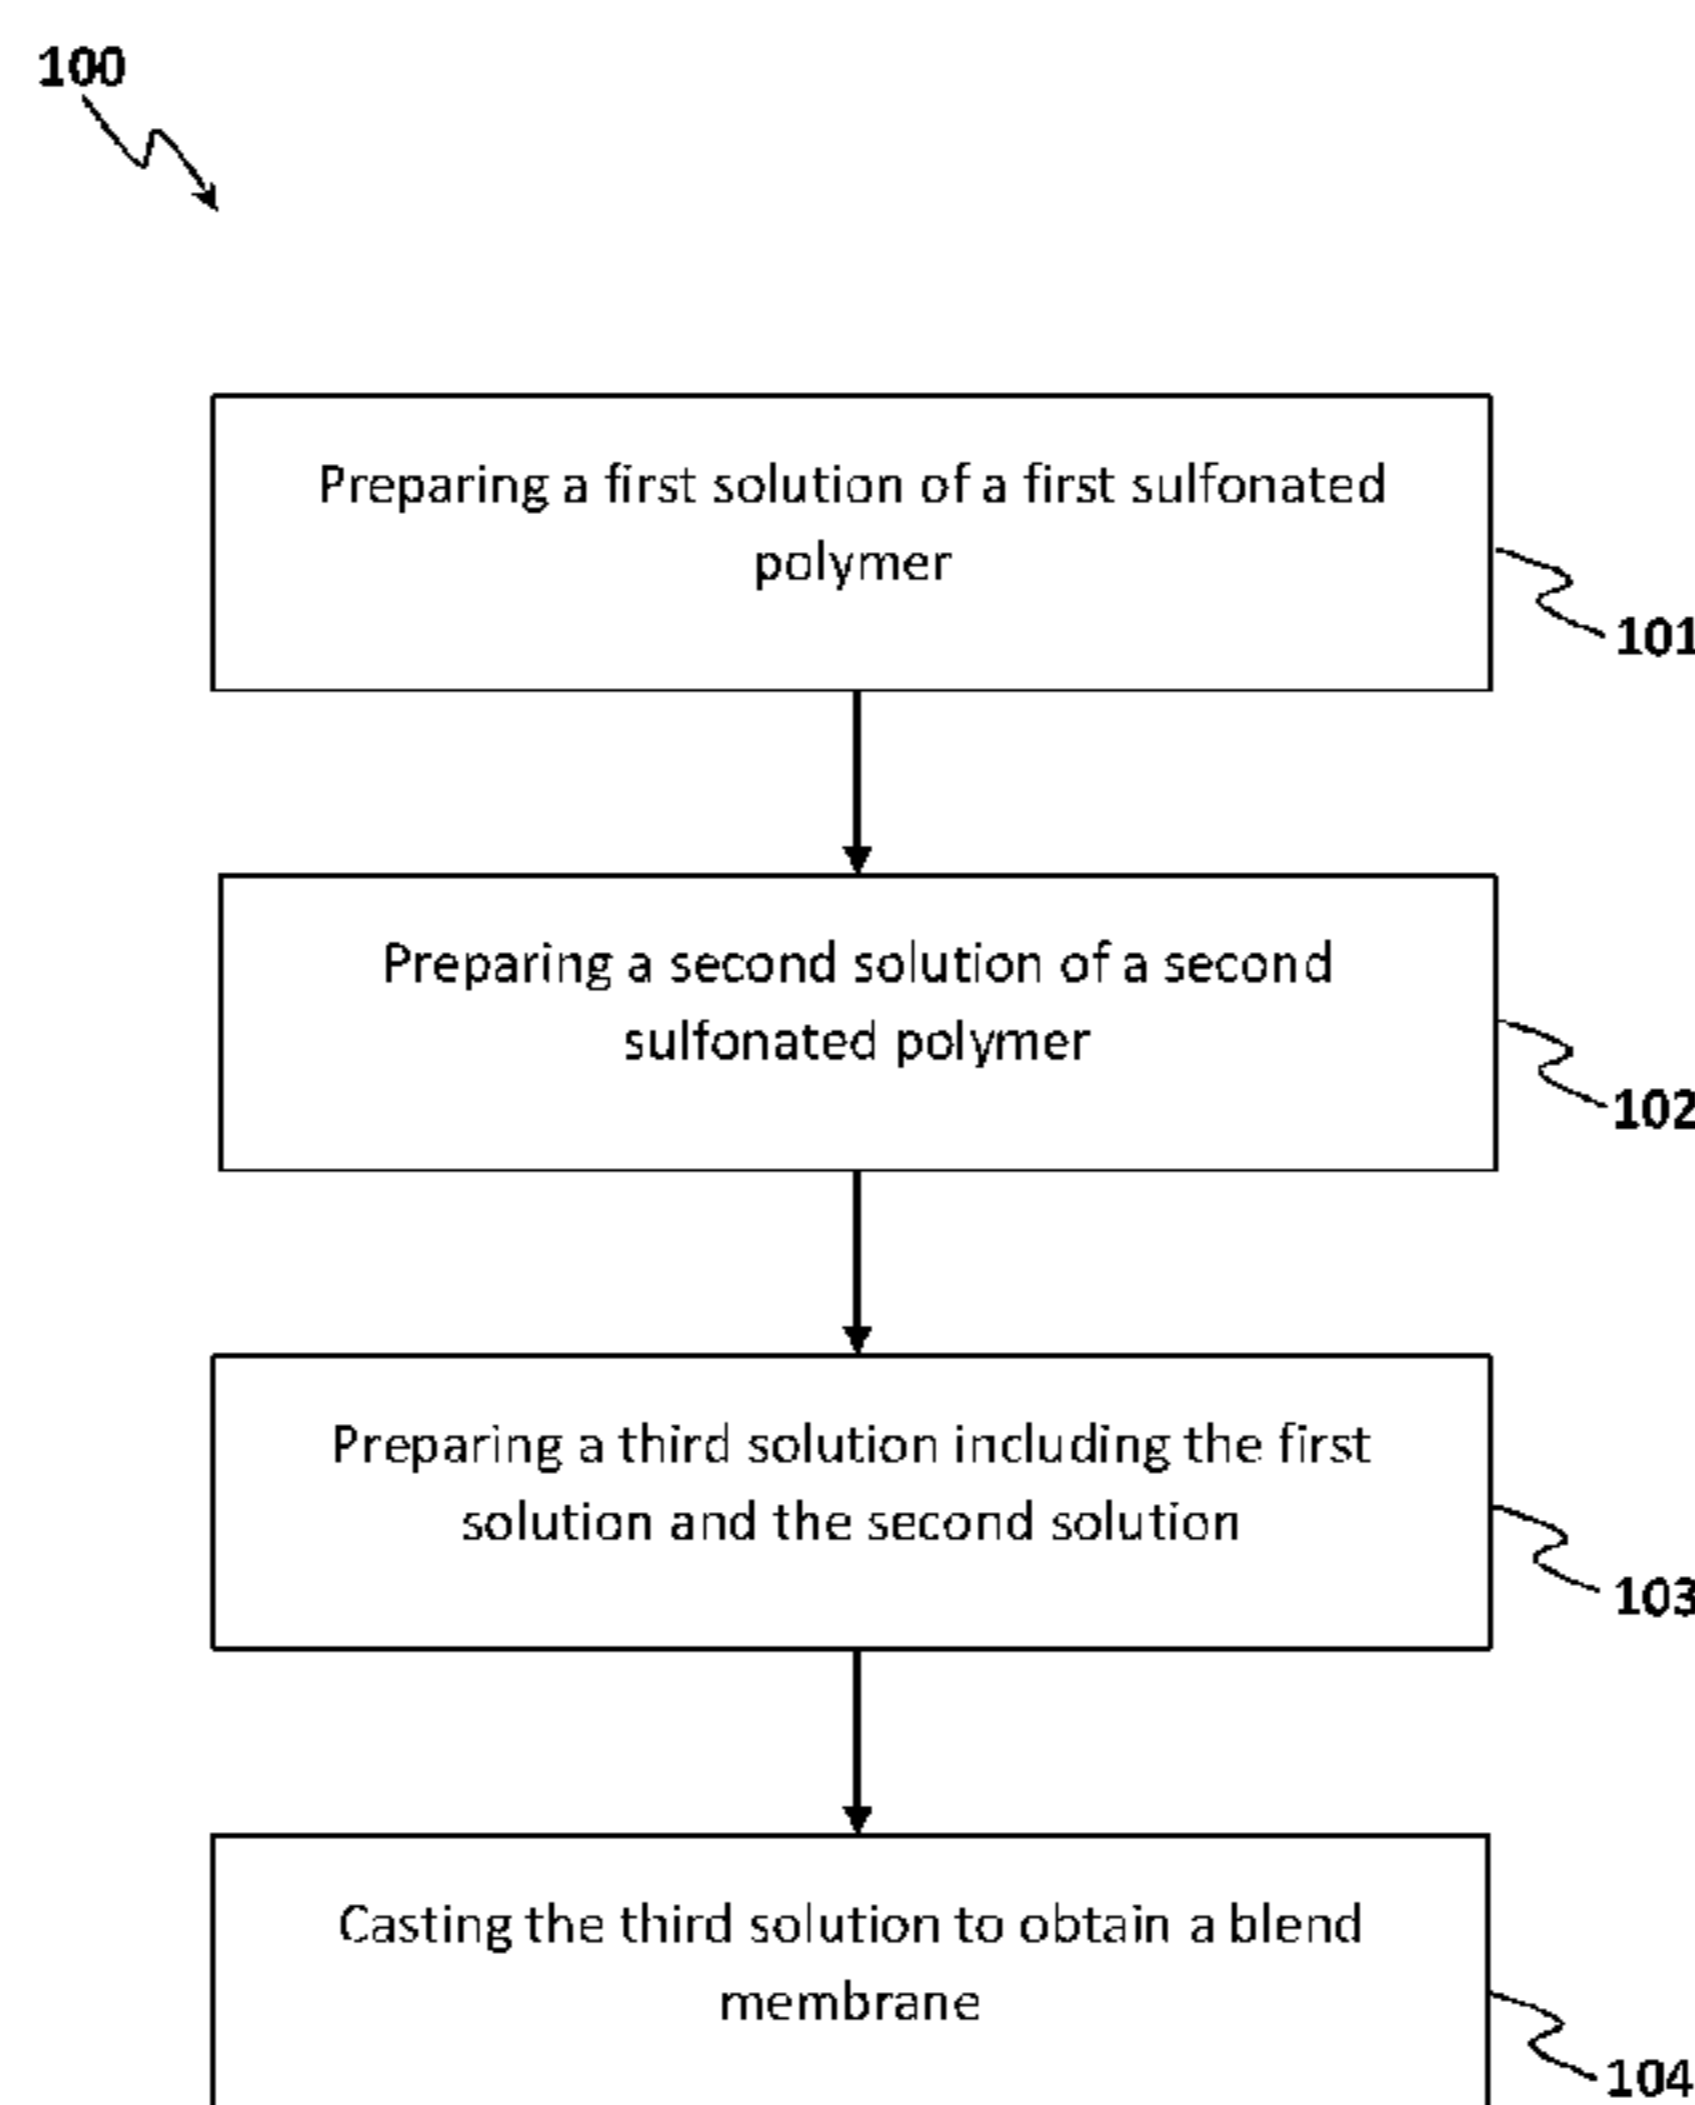 100
Preparing a first solution of a first sulfonated
polymer
101
Preparing a second solution of a second
sulfonated polymer
102
Preparing a third solution including the first
solution and the second solution
103
Casting the third solution to obtain a blend
membrane
104